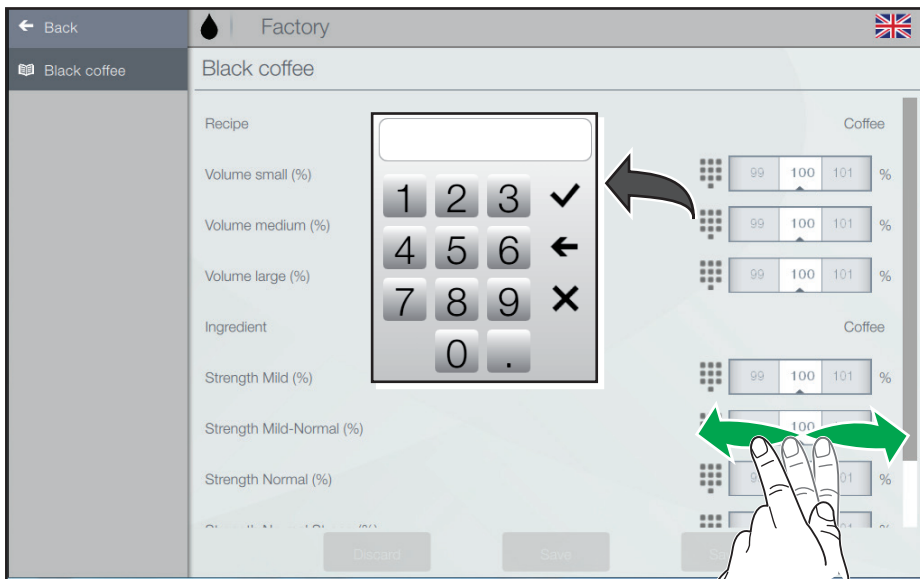 Back
Factory
Black coffee
Black coffee
Recipe
Coffee
Volume small (%)
99 100 101 %
Volume medium (%)
99 100 101 %
Volume large (%)
99 100 101 %
1 2 3
4 5 6
7 8 9
0 .
Ingredient
Coffee
Strength Mild (%)
99 100 101 %
Strength Mild-Normal (%)
100
Strength Normal (%)
01 %
Discard
Save